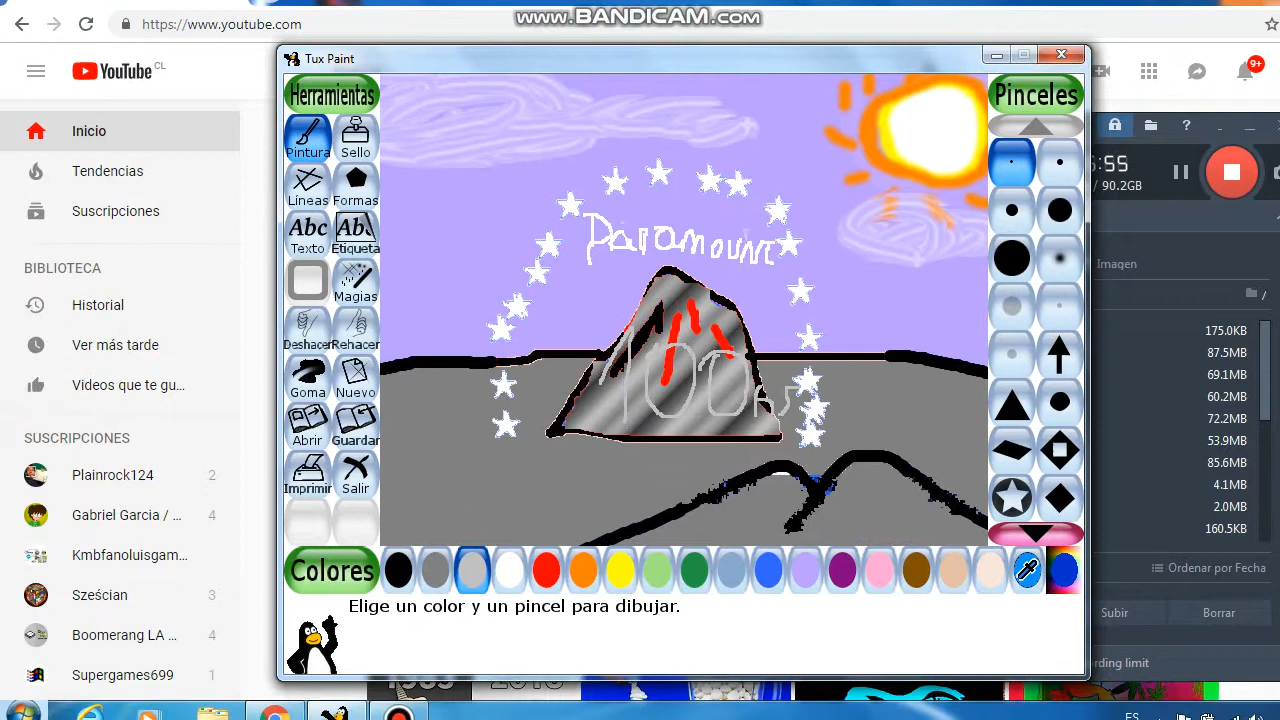 https://www.youtube.com
www.BANDICAM.com
YouTube CL
9+
Inicio
Tendencias
Suscripciones
BIBLIOTECA
Historial
Ver más tarde
Videos que te gu...
SUSCRIPCIONES
Plainrock124 2
Gabriel Garcia / ... 4
Kmbfanoluisgam...
Sześcian 3
Boomerang LA ... 4
Supergames699 1
Tux Paint
Herramientas
Pintura
Sello
Líneas
Formas
Abc
Texto
Etiqueta
Magias
Deshacer
Rehacer
Goma
Nuevo
Abrir
Guardar
Imprimir
Salir
Paramount
100
Pinceles
Colores
Elige un color y un pincel para dibujar.
:55
/ 90.2GB
Imagen
/
175.0KB
87.5MB
69.1MB
60.2MB
72.2MB
53.9MB
85.6MB
4.1MB
2.0MB
160.5KB
Ordenar por Fecha
Subir
Borrar
rding limit
ES